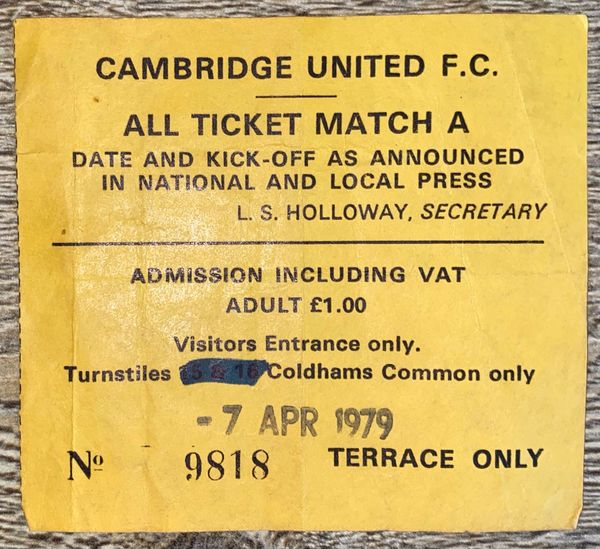 CAMBRIDGE UNITED F.C.
ALL TICKET MATCH A
DATE AND KICK-OFF AS ANNOUNCED
IN NATIONAL AND LOCAL PRESS
L. S. HOLLOWAY, SECRETARY
ADMISSION INCLUDING VAT
ADULT £1.00
Visitors Entrance only.
Turnstiles 15 & 16 Coldhams Common only
- 7 APR 1979
Nº 9818 TERRACE ONLY